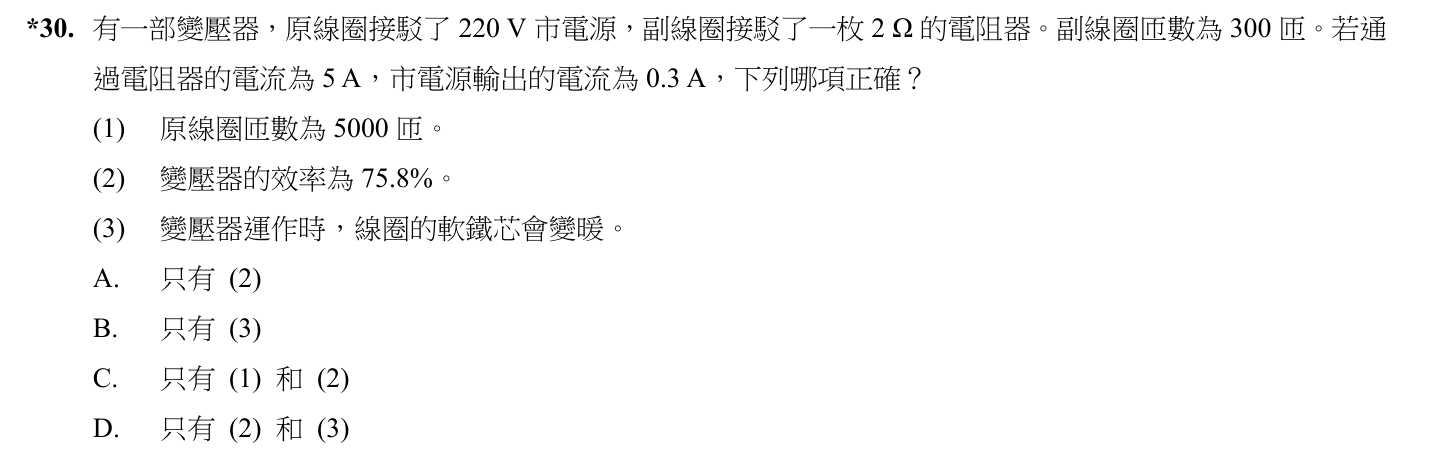 *30. 有一部變壓器,原線圈接駁了 220 V 市電源,副線圈接駁了一枚 2 Ω 的電阻器。副線圈匝數為 300 匝。若通
過電阻器的電流為 5 A,市電源輸出的電流為 0.3 A,下列哪項正確?
(1) 原線圈匝數為 5000 匝。
(2) 變壓器的效率為 75.8%。
(3) 變壓器運作時,線圈的軟鐵芯會變暖。
A. 只有 (2)
B. 只有 (3)
C. 只有 (1) 和 (2)
D. 只有 (2) 和 (3)